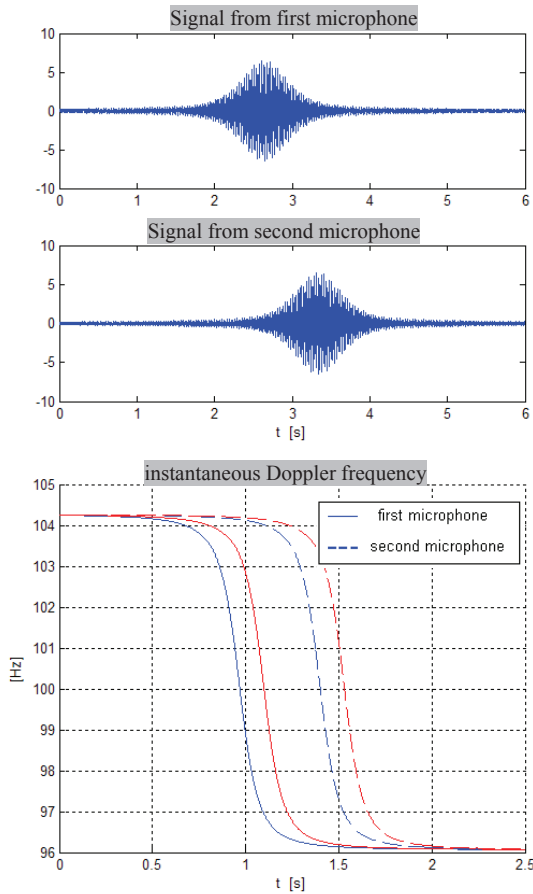 Signal from first microphone
10
5
0
-5
-10
0 1 2 3 4 5 6
Signal from second microphone
10
5
0
-5
-10
0 1 2 3 4 5 6
t [s]
instantaneous Doppler frequency
105
104
103
102
101
100
99
98
97
96
[Hz]
first microphone
second microphone
0 0.5 1 1.5 2 2.5
t [s]